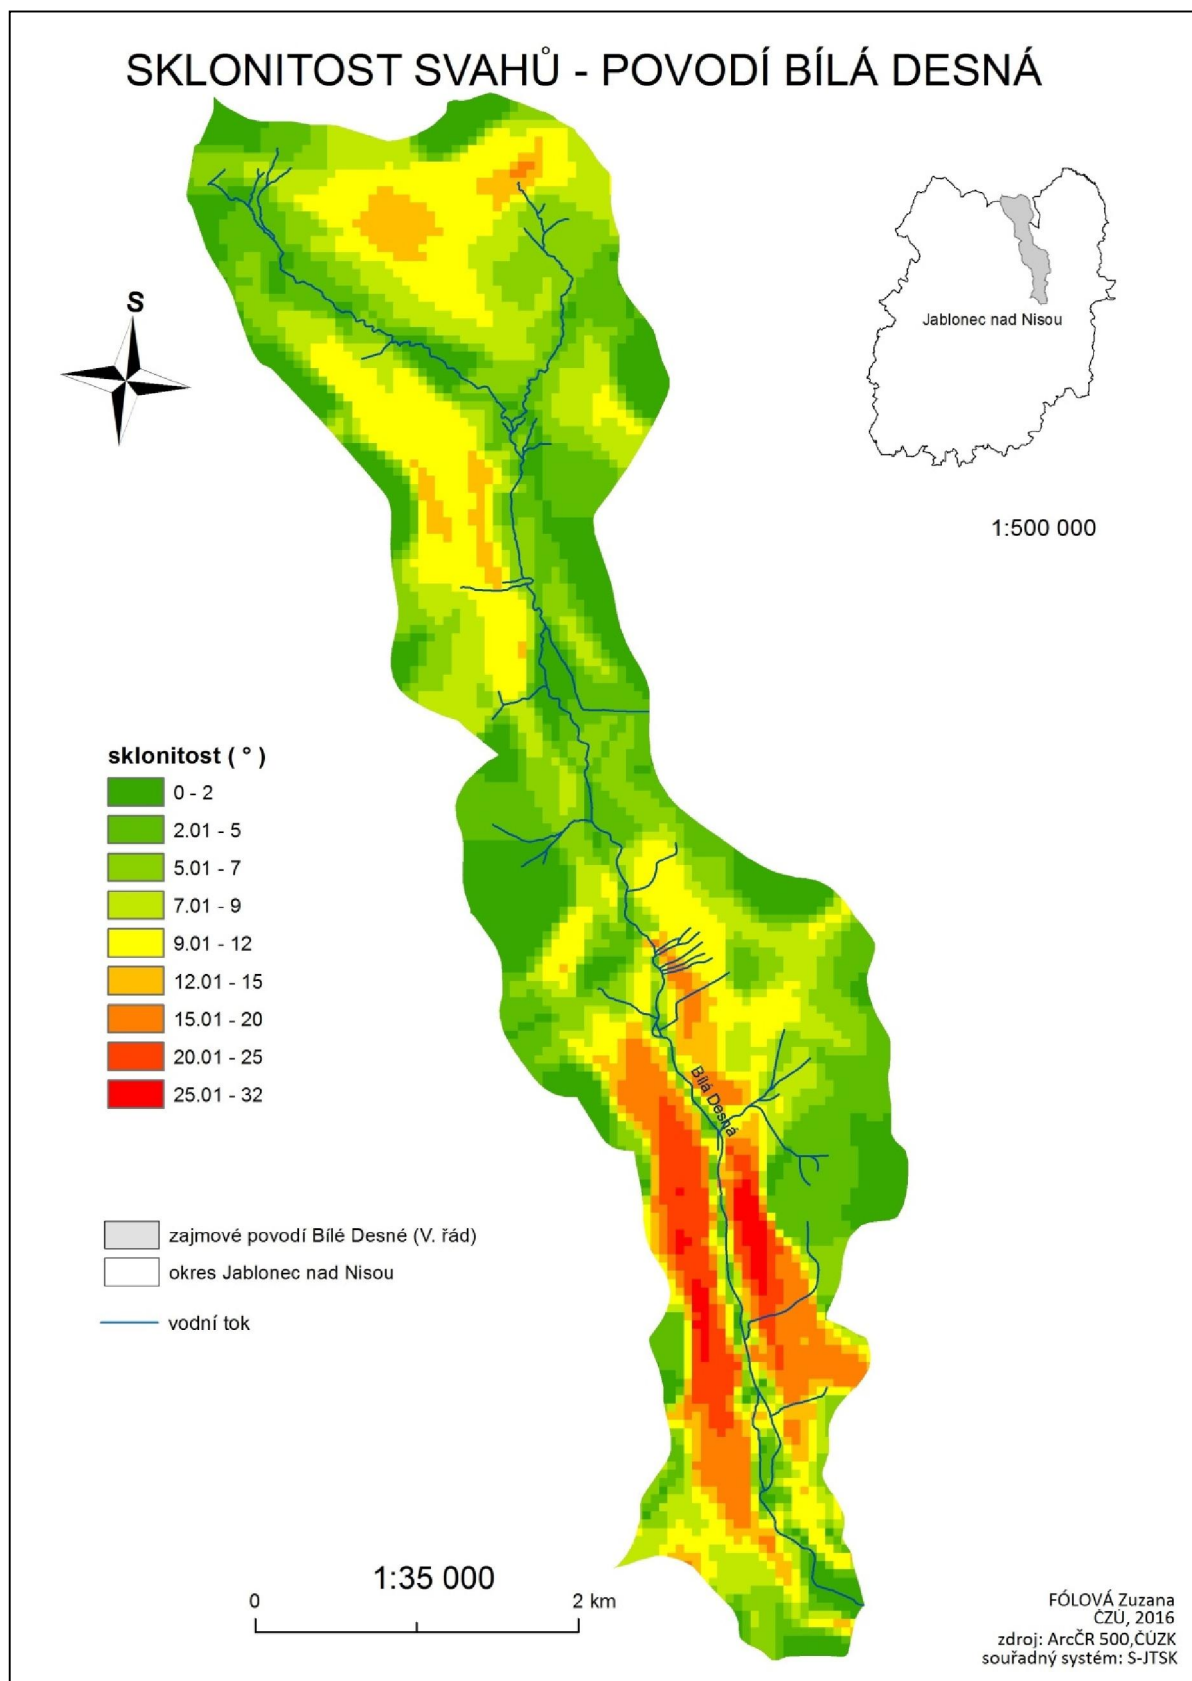 SKLONITOST SVAHŮ - POVODÍ BÍLÁ DESNÁ
S
Jablonec nad Nisou
1:500 000
sklonitost ( ° )
0 - 2
2.01 - 5
5.01 - 7
7.01 - 9
9.01 - 12
12.01 - 15
15.01 - 20
20.01 - 25
25.01 - 32
Bílá Desná
zajmové povodí Bílé Desné (V. řád)
okres Jablonec nad Nisou
vodní tok
1:35 000
0 2 km
FÓLOVÁ Zuzana
ČZÚ, 2016
zdroj: ArcČR 500,ČÚZK
souřadný systém: S-JTSK